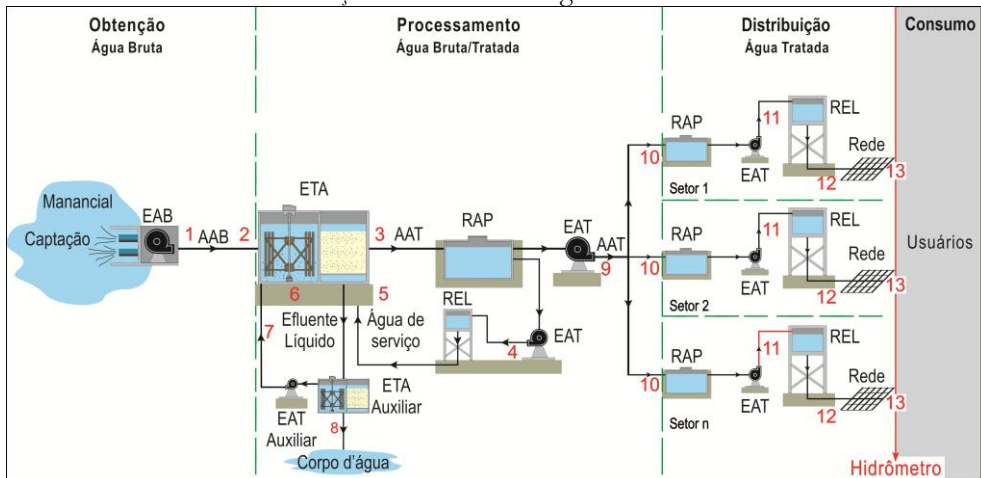 Obtenção
Água Bruta
Processamento
Água Bruta/Tratada
Distribuição
Água Tratada
Consumo
Manancial
Captação
EAB
1
AAB
2
ETA
3
AAT
RAP
EAT
AAT
9
6
5
Efluente
Líquido
Água de
serviço
REL
4
EAT
7
EAT
Auxiliar
ETA
Auxiliar
8
Corpo d'água
10
RAP
Setor 1
EAT
11
REL
Rede
12
13
10
RAP
Setor 2
EAT
11
REL
Rede
12
13
10
RAP
Setor n
EAT
11
REL
Rede
12
13
Usuários
Hidrômetro